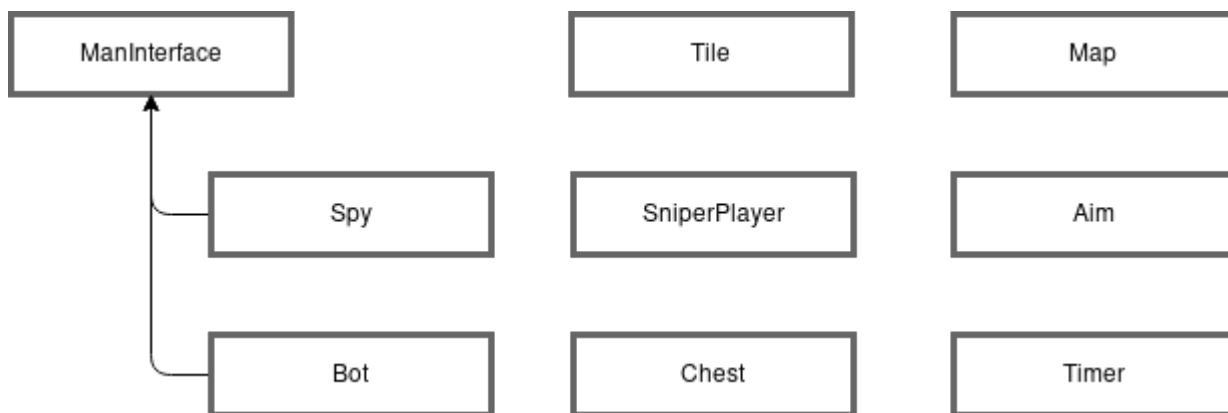 ManInterface
Tile
Map
Spy
SniperPlayer
Aim
Bot
Chest
Timer